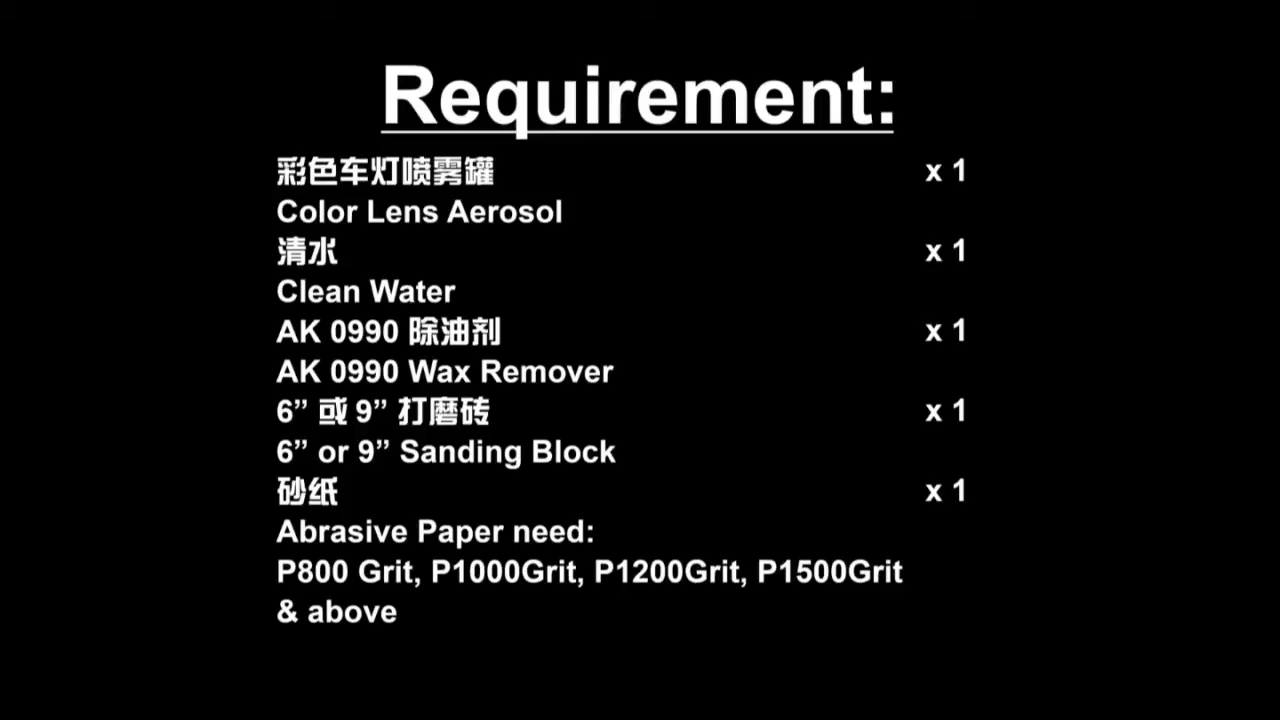 Requirement:
彩色车灯喷雾罐 x 1
Color Lens Aerosol
清水 x 1
Clean Water
AK 0990 除油剂 x 1
AK 0990 Wax Remover
6” 或 9” 打磨砖 x 1
6” or 9” Sanding Block
砂纸 x 1
Abrasive Paper need:
P800 Grit, P1000Grit, P1200Grit, P1500Grit
& above